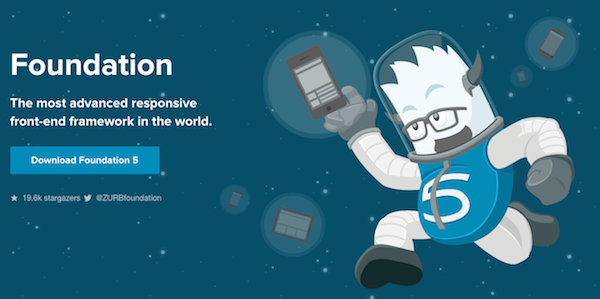 Foundation
The most advanced responsive
front-end framework in the world.
Download Foundation 5
19.6k stargazers @ZURBfoundation
5